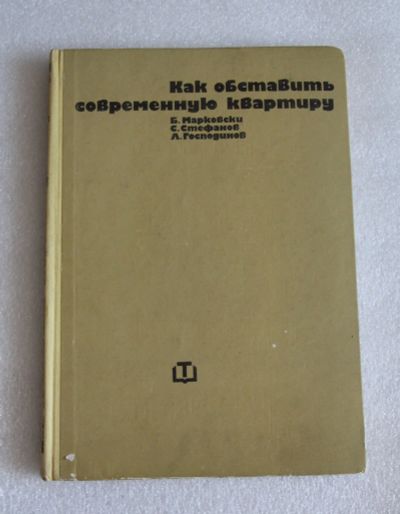 Как обставить
современную квартиру
Б. Марковски
С. Стефанов
Л. Господинов
Т